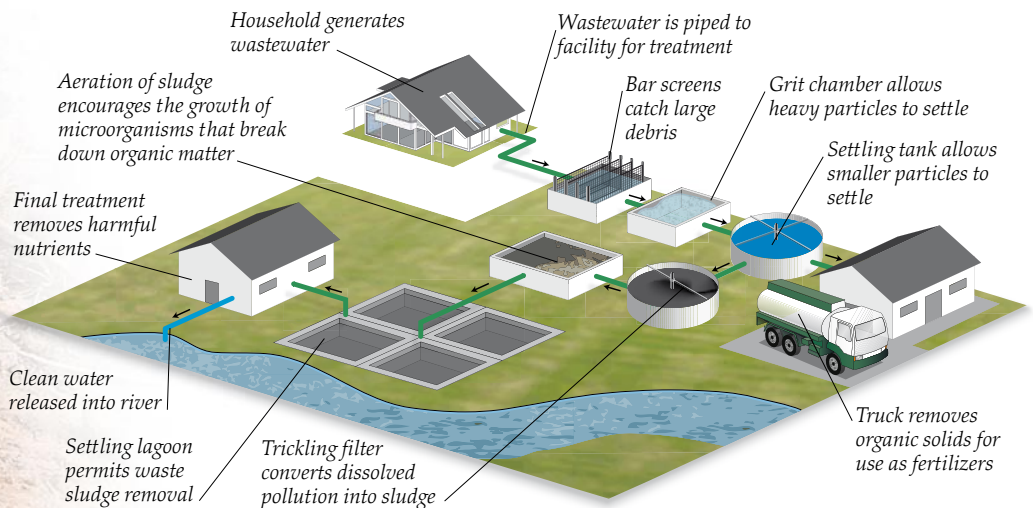 Household generates
wastewater
Wastewater is piped to
facility for treatment
Aeration of sludge
encourages the growth of
microorganisms that break
down organic matter
Bar screens
catch large
debris
Grit chamber allows
heavy particles to settle
Settling tank allows
smaller particles to
settle
Final treatment
removes harmful
nutrients
Clean water
released into river
Settling lagoon
permits waste
sludge removal
Trickling filter
converts dissolved
pollution into sludge
Truck removes
organic solids for
use as fertilizers